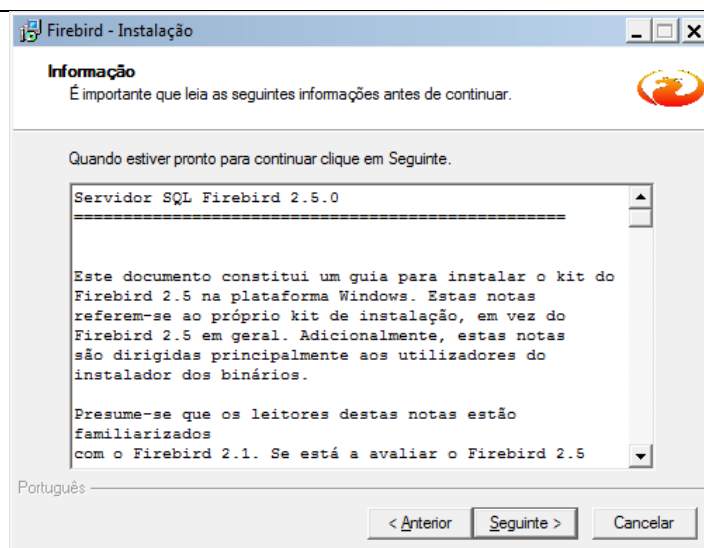 Firebird - Instalação
Informação
É importante que leia as seguintes informações antes de continuar.
Quando estiver pronto para continuar clique em Seguinte.
Servidor SQL Firebird 2.5.0
====================================================
Este documento constitui um guia para instalar o kit do
Firebird 2.5 na plataforma Windows. Estas notas
referem-se ao próprio kit de instalação, em vez do
Firebird 2.5 em geral. Adicionalmente, estas notas
são dirigidas principalmente aos utilizadores do
instalador dos binários.
Presume-se que os leitores destas notas estão
familiarizados
com o Firebird 2.1. Se está a avaliar o Firebird 2.5
Português
< Anterior
Seguinte >
Cancelar